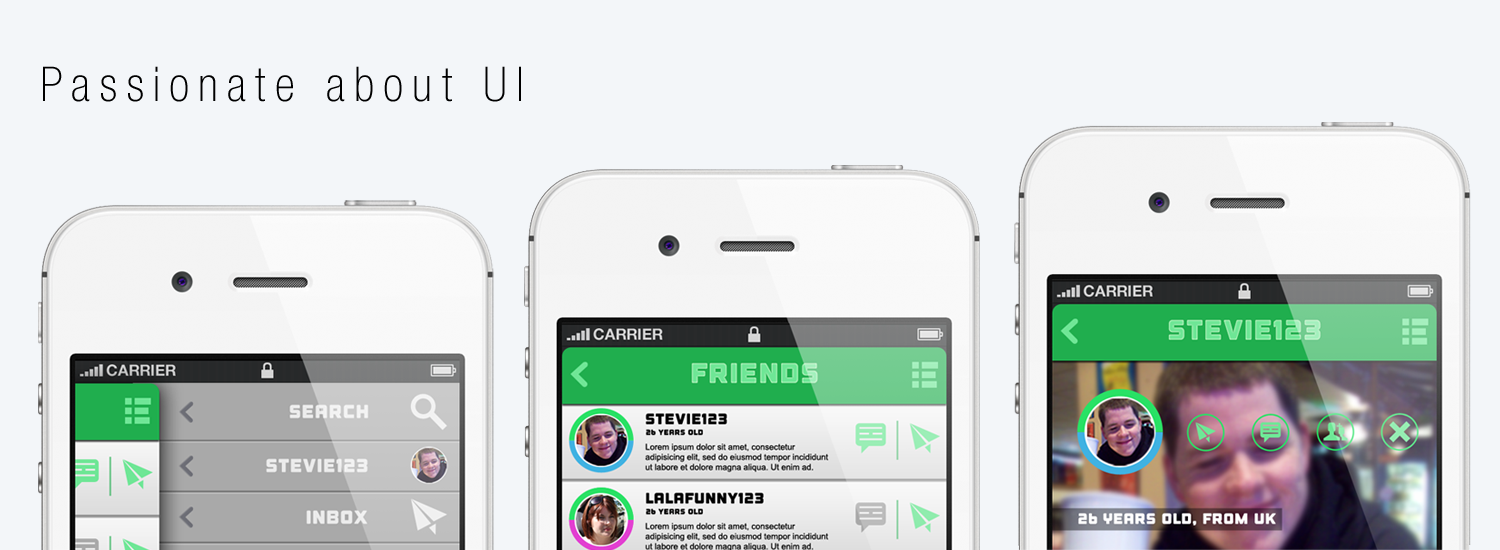 Passionate about UI
CARRIER
SEARCH
STEVIE123
INBOX
CARRIER
FRIENDS
STEVIE123
26 YEARS OLD
Lorem ipsum dolor sit amet, consectetur
adipisicing elit, sed do eiusmod tempor incididunt
ut labore et dolore magna aliqua. Ut enim ad.
LALAFUNNY123
26 YEARS OLD
Lorem ipsum dolor sit amet, consectetur
adipisicing elit, sed do eiusmod tempor incididunt
ut labore et dolore magna aliqua. Ut enim ad.
CARRIER
STEVIE123
26 YEARS OLD, FROM UK